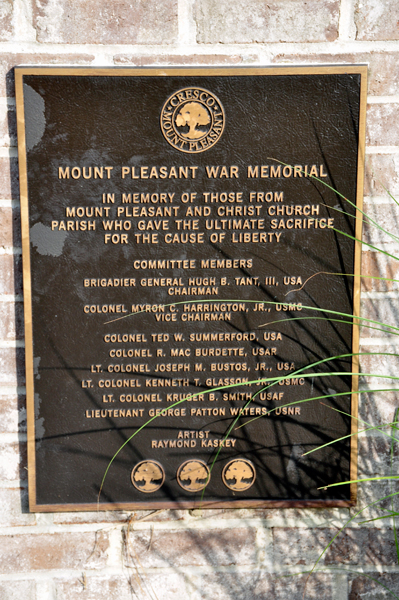 CRESCO
MOUNT PLEASANT
MOUNT PLEASANT WAR MEMORIAL
IN MEMORY OF THOSE FROM
MOUNT PLEASANT AND CHRIST CHURCH
PARISH WHO GAVE THE ULTIMATE SACRIFICE
FOR THE CAUSE OF LIBERTY
COMMITTEE MEMBERS
BRIGADIER GENERAL HUGH B. TANT, III, USA
CHAIRMAN
COLONEL MYRON C. HARRINGTON, JR., USMC
VICE CHAIRMAN
COLONEL TED W. SUMMERFORD, USA
COLONEL R. MAC BURDETTE, USAR
LT. COLONEL JOSEPH M. BUSTOS, JR., USA
LT. COLONEL KENNETH T. GLASSON, JR., USMC
LT. COLONEL KRUGER B. SMITH, USAF
LIEUTENANT GEORGE PATTON WATERS, USNR
ARTIST
RAYMOND KASKEY